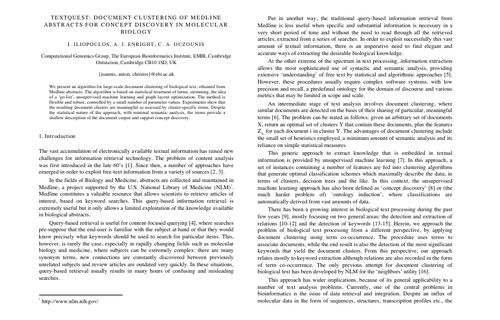 TEXTQUEST: DOCUMENT CLUSTERING OF MEDLINE
ABSTRACTS FOR CONCEPT DISCOVERY IN MOLECULAR
BIOLOGY
I. ILIOPOULOS, A. J. ENRIGHT, C. A. OUZOUNIS
Computational Genomics Group, The European Bioinformatics Institute, EMBL Cambridge
Outstation, Cambridge CB10 1SD, UK
{ioannis, anton, christos}@ebi.ac.uk
We present an algorithm for large-scale document clustering of biological text, obtained from
Medline abstracts. The algorithm is based on statistical treatment of terms, stemming, the idea
of a 'go-list', unsupervised machine learning and graph layout optimization. The method is
flexible and robust, controlled by a small number of parameter values. Experiments show that
the resulting document clusters are meaningful as assessed by cluster-specific terms. Despite
the statistical nature of the approach, with minimal semantic analysis, the terms provide a
shallow description of the document corpus and support concept discovery.
1. Introduction
The vast accumulation of electronically available textual information has raised new
challenges for information retrieval technology. The problem of content analysis
was first introduced in the late 60's [1]. Since then, a number of approaches have
emerged in order to exploit free-text information from a variety of sources [2, 3].
In the fields of Biology and Medicine, abstracts are collected and maintained in
Medline, a project supported by the U.S. National Library of Medicine (NLM).
Medline constitutes a valuable resource that allows scientists to retrieve articles of
interest, based on keyword searches. This query-based information retrieval is
extremely useful but it only allows a limited exploitation of the knowledge available
in biological abstracts.
Query-based retrieval is useful for content-focused querying [4], where searches
pre-suppose that the end-user is familiar with the subject at hand or that they would
know precisely what keywords should be used to search for particular items. This,
however, is rarely the case, especially in rapidly changing fields such as molecular
biology and medicine, where subjects can be extremely complex: there are many
synonym terms, new connections are constantly discovered between previously
unrelated subjects and review articles are outdated very quickly. In these situations,
query-based retrieval usually results in many hours of confusing and misleading
searches.
http://www.nlm.nih.gov/
Put in another way, the traditional query-based information retrieval from
Medline is less useful when specific and substantial information is necessary in a
very short period of time and without the need to read through all the retrieved
articles, extracted from a series of searches. In order to exploit successfully this vast
amount of textual information, there is an imperative need to find elegant and
accurate ways of extracting the desirable biological knowledge.
At the other extreme of the spectrum in text processing, information extraction
allows the most sophisticated use of syntactic and semantic analysis, providing
extensive 'understanding' of free text by statistical and algorithmic approaches [5].
However, these procedures usually require complex software systems, with low
precision and recall, a predefined ontology for the domain of discourse and various
metrics that may be limited in scope and scale.
An intermediate stage of text analysis involves document clustering, where
similar documents are detected on the basis of their sharing of particular, meaningful
terms [6]. The problem can be stated as follows: given an arbitrary set of documents
X, return an optimal set of clusters Y that contain these documents, plus the features
Z for each document i in cluster Y. The advantages of document clustering include
the small set of heuristics employed, a minimum amount of semantic analysis and its
reliance on simple statistical measures.
This generic approach to extract knowledge that is embedded in textual
information is provided by unsupervised machine learning [7]. In this approach, a
set of instances containing a number of features are fed into clustering algorithms
that generate optimal classification schemes which maximally describe the data, in
terms of clusters, decision trees and the like. In this context, the unsupervised
machine learning approach has also been defined as 'concept discovery' [8] or the
much harder problem of 'ontology induction', where classifications are
automatically derived from vast amounts of data.
There has been a growing interest in biological text processing during the past
few years [9], mostly focusing on two general areas: the detection and extraction of
relations [10-12] and the detection of keywords [13-15]. Herein, we approach the
problem of biological text processing from a different perspective, by applying
document clustering using term co-occurrence. The procedure uses terms to
associate documents, while the end result is also the detection of the most significant
keywords that yield the document clusters. From this perspective, our approach
relates mostly to keyword extraction although relations are also recorded in the form
of term co-occurrence. The only previous attempt for document clustering of
biological text has been developed by NLM for the 'neighbors' utility [16].
This approach has wider implications, because of its general applicability to a
number of text analysis problems. Currently, one of the central problems in
bioinformatics is the issue of data retrieval and integration. Despite an influx of
molecular data in the form of sequences, structures, transcription profiles etc., the